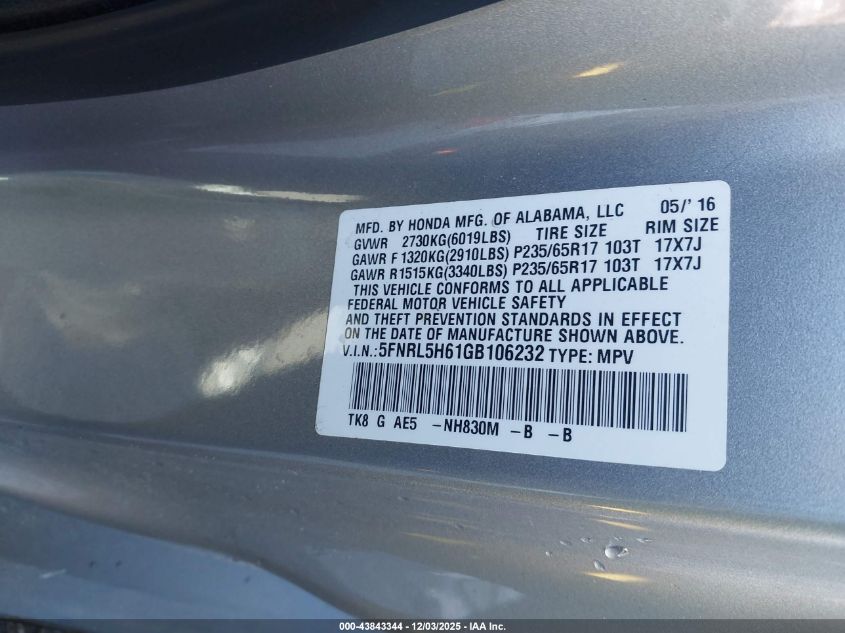 MFD. BY HONDA MFG. OF ALABAMA, LLC 05/' 16
GVWR 2730KG(6019LBS) TIRE SIZE RIM SIZE
GAWR F 1320KG(2910LBS) P235/65R17 103T 17X7J
GAWR R1515KG(3340LBS) P235/65R17 103T 17X7J
THIS VEHICLE CONFORMS TO ALL APPLICABLE
FEDERAL MOTOR VEHICLE SAFETY
AND THEFT PREVENTION STANDARDS IN EFFECT
ON THE DATE OF MANUFACTURE SHOWN ABOVE.
V.I.N.:5FNRL5H61GB106232 TYPE: MPV
TK8 G AE5 -NH830M -B -B
000-43843344 | 12/03/2025 | IAA Inc.